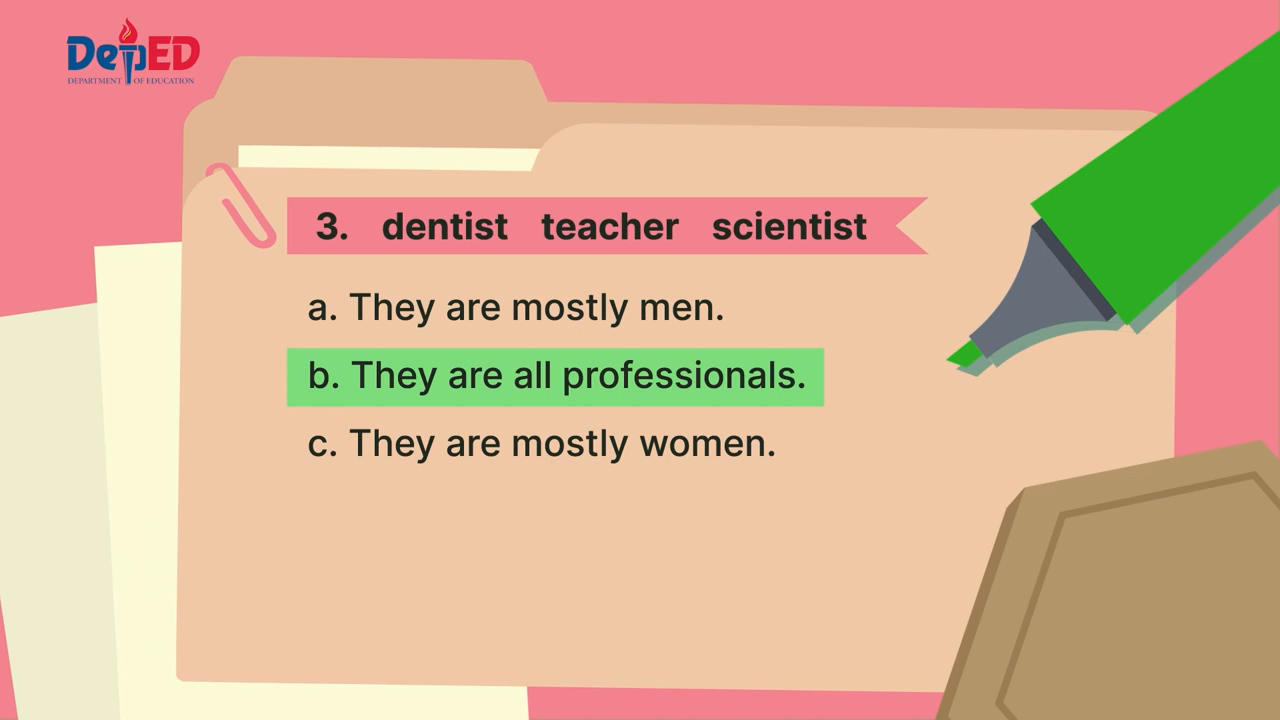 DepED
DEPARTMENT OF EDUCATION
3. dentist teacher scientist
a. They are mostly men.
b. They are all professionals.
c. They are mostly women.